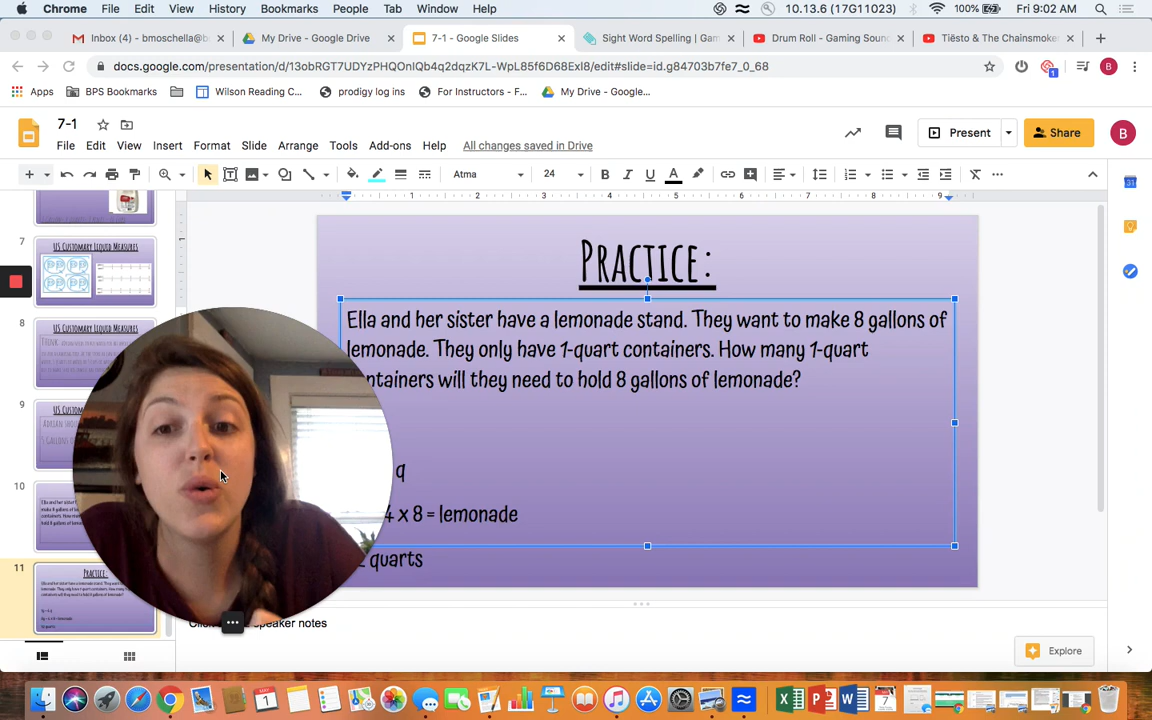 Chrome File Edit View History Bookmarks People Tab Window Help 10.13.6 (17G11023) 100% Fri 9:02 AM
Inbox (4) - bmoschella@b
My Drive - Google Drive
7-1 - Google Slides
Sight Word Spelling | Gam
Drum Roll - Gaming Soun
Tiësto & The Chainsmoke
docs.google.com/presentation/d/13obRGT7UDYzPHQOnIQb4q2dqzK7L-WpL85f6D68Exl8/edit#slide=id.g84703b7fe7_0_68
Apps BPS Bookmarks Wilson Reading C... prodigy log ins For Instructors - F... My Drive - Google...
7-1
File Edit View Insert Format Slide Arrange Tools Add-ons Help All changes saved in Drive
Present Share B
Atma 24
7
US Customary Liquid Measures
8
US Customary Liquid Measures
9
10
11
Practice:
Practice:
Ella and her sister have a lemonade stand. They want to make 8 gallons of
lemonade. They only have 1-quart containers. How many 1-quart
containers will they need to hold 8 gallons of lemonade?
q
4 x 8 = lemonade
quarts
speaker notes
Explore